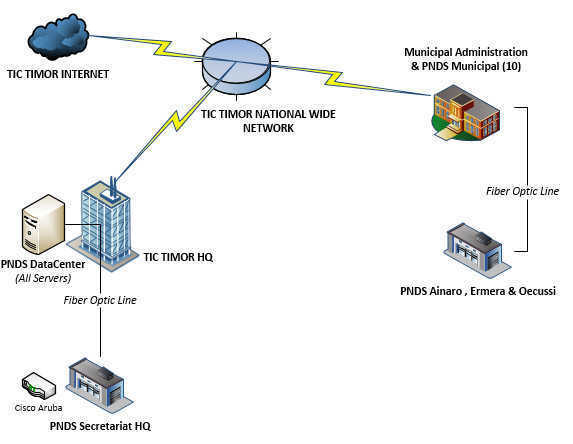 TIC TIMOR INTERNET
Municipal Administration
& PNDS Municipal (10)
TIC TIMOR NATIONAL WIDE
NETWORK
Fiber Optic Line
TIC TIMOR HQ
PNDS DataCenter
(All Servers)
PNDS Ainaro , Ermera & Oecussi
Fiber Optic Line
Cisco Aruba
PNDS Secretariat HQ